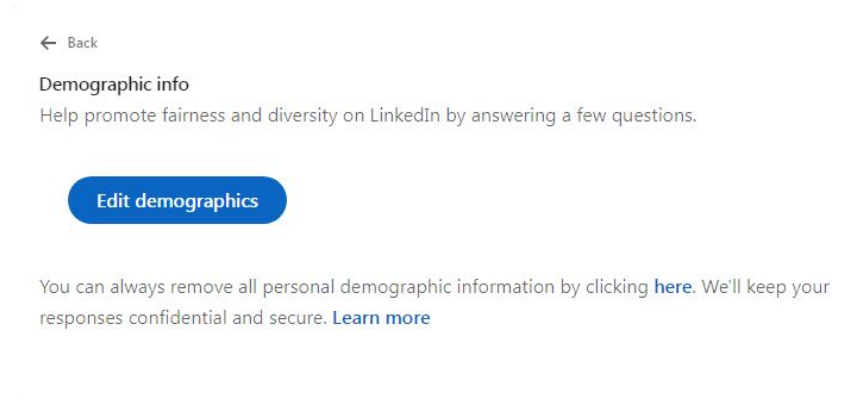 ← Back
Demographic info
Help promote fairness and diversity on LinkedIn by answering a few questions.
Edit demographics
You can always remove all personal demographic information by clicking here. We'll keep your
responses confidential and secure. Learn more